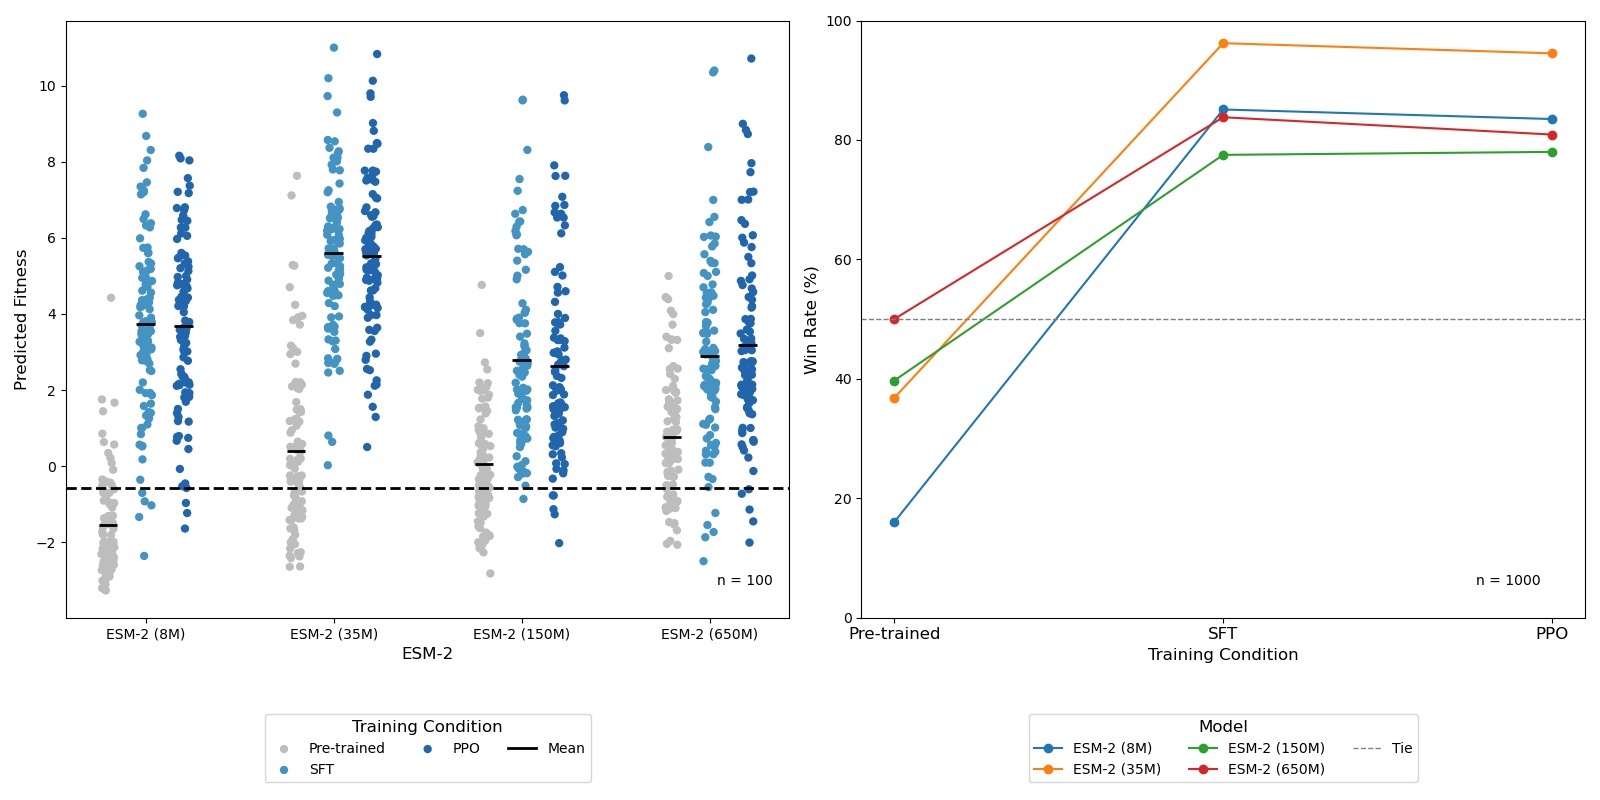 Predicted Fitness
10
8
6
4
2
0
−2
n = 100
ESM-2 (8M)
ESM-2 (35M)
ESM-2 (150M)
ESM-2 (650M)
ESM-2
Training Condition
Pre-trained
PPO
Mean
SFT
Win Rate (%)
100
80
60
40
20
0
n = 1000
Pre-trained
SFT
PPO
Training Condition
Model
ESM-2 (8M)
ESM-2 (150M)
Tie
ESM-2 (35M)
ESM-2 (650M)